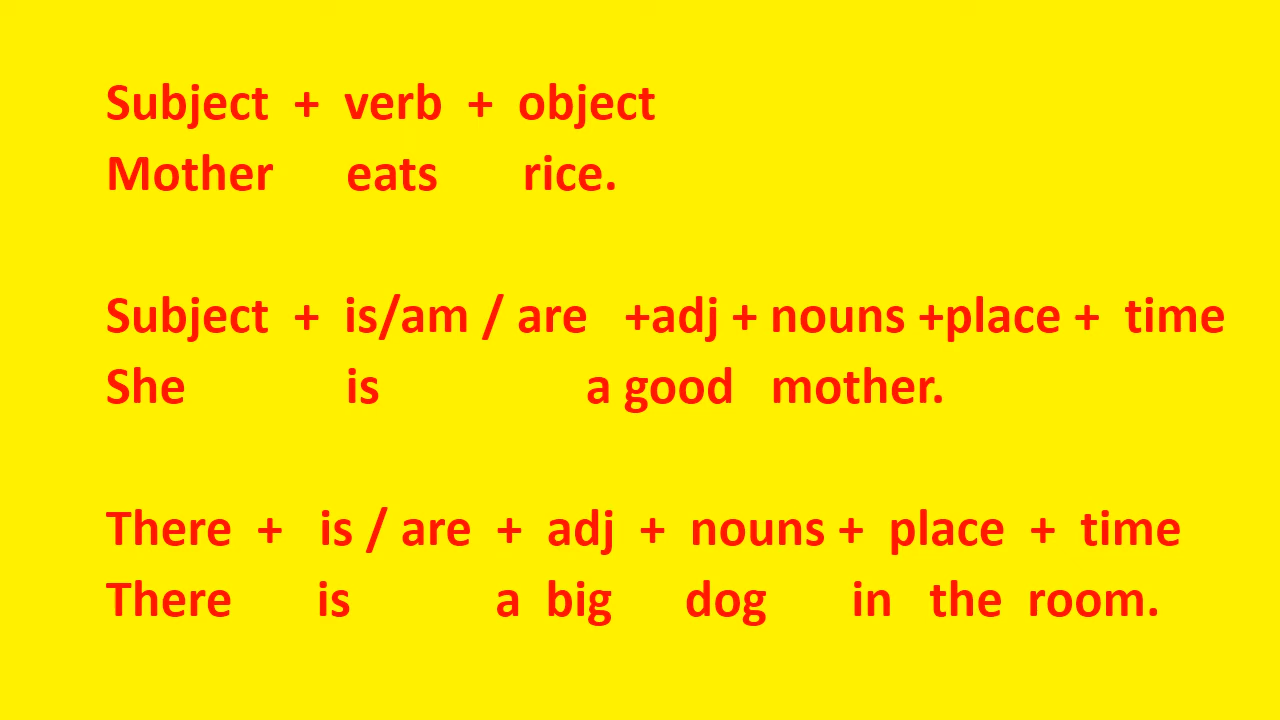 Subject + verb + object
Mother eats rice.
Subject + is/am / are +adj + nouns +place + time
She is a good mother.
There + is / are + adj + nouns + place + time
There is a big dog in the room.